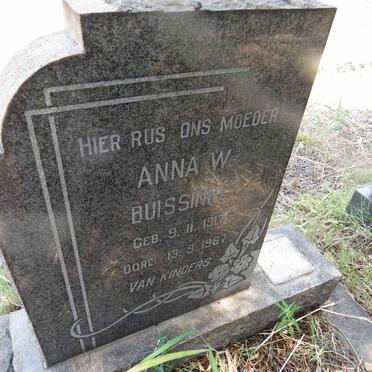 HIER RUS ONS MOEDER
ANNA W.
BUISSINNE
GEB. 9. 11. 1917
OORL. 13. 9. 1967
VAN KINDERS.